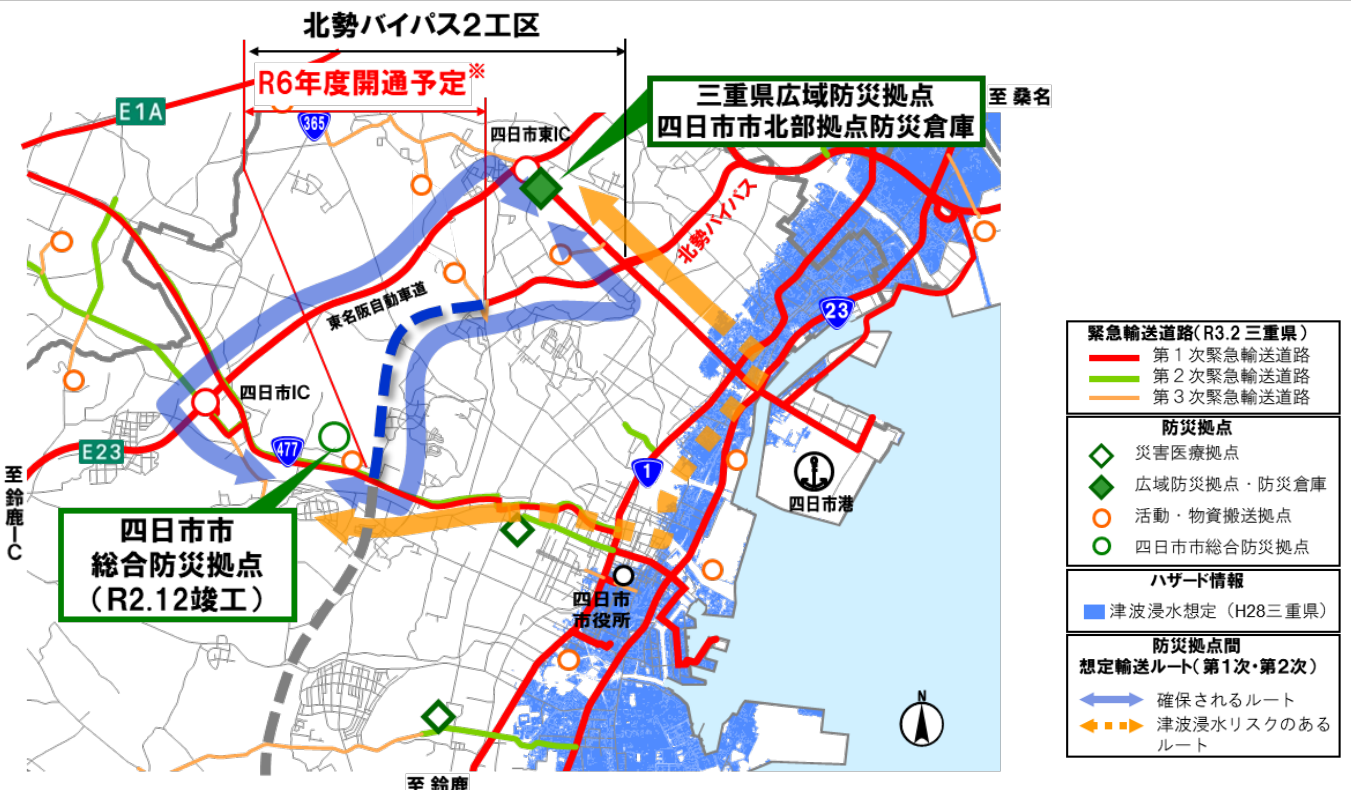 北勢バイパス2工区
R6年度開通予定※
E1A
365
四日市東IC
三重県広域防災拠点
四日市市北部拠点防災倉庫
至 桑名
北勢バイパス
東名阪自動車道
23
四日市IC
477
E23
至 鈴鹿IC
1
四日市港
四日市市
総合防災拠点
(R2.12竣工)
四日市
市役所
至 鈴鹿
N
緊急輸送道路(R3.2 三重県)
第1次緊急輸送道路
第2次緊急輸送道路
第3次緊急輸送道路
防災拠点
災害医療拠点
広域防災拠点・防災倉庫
活動・物資搬送拠点
四日市市総合防災拠点
ハザード情報
津波浸水想定(H28三重県)
防災拠点間
想定輸送ルート(第1次・第2次)
確保されるルート
津波浸水リスクのある
ルート